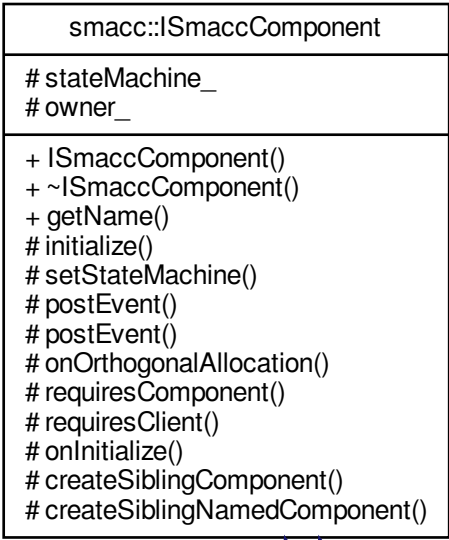 smacc::ISmaccComponent
# stateMachine_
# owner_
+ ISmaccComponent()
+ ~ISmaccComponent()
+ getName()
# initialize()
# setStateMachine()
# postEvent()
# postEvent()
# onOrthogonalAllocation()
# requiresComponent()
# requiresClient()
# onInitialize()
# createSiblingComponent()
# createSiblingNamedComponent()